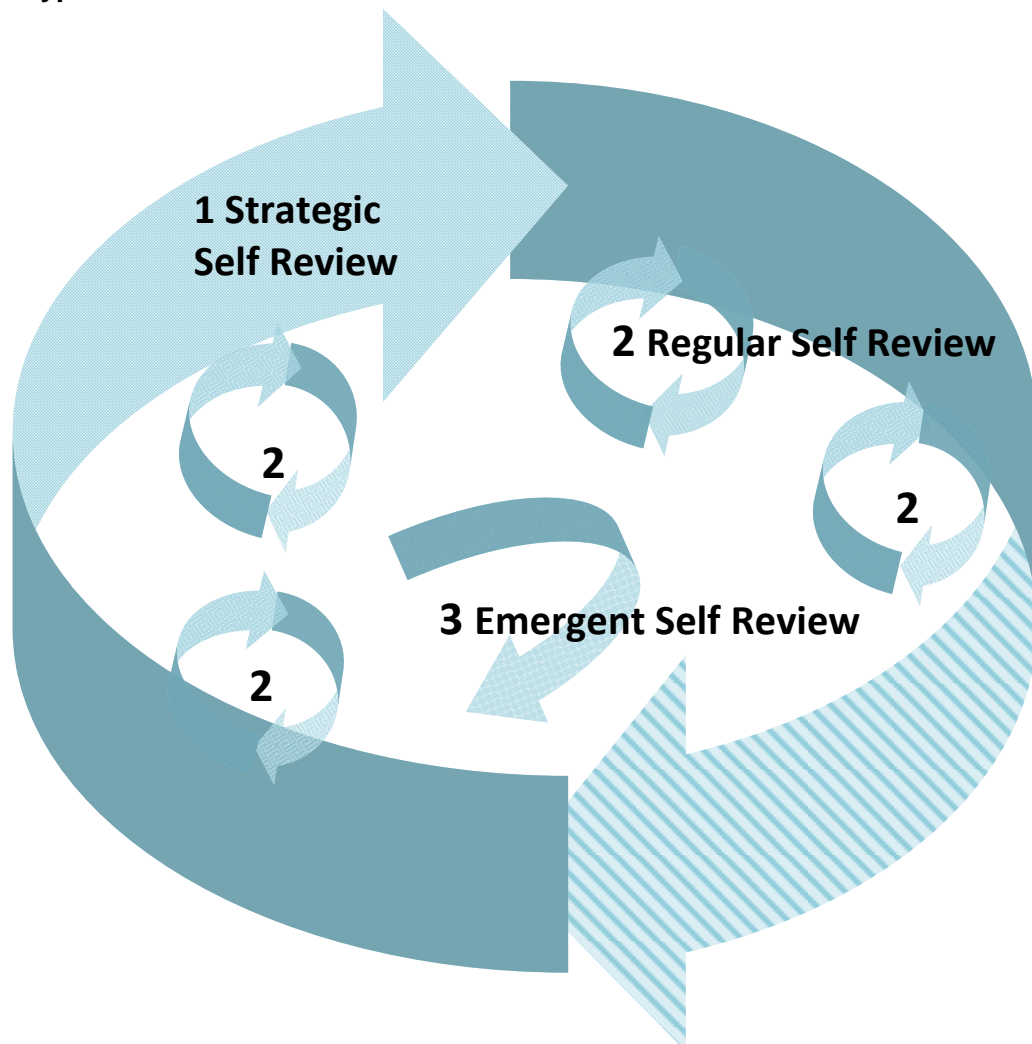 1 Strategic
Self Review
2 Regular Self Review
2
2
3 Emergent Self Review
2